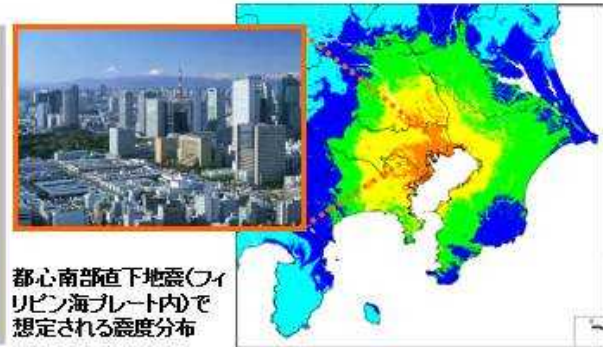 都心南部直下地震(フィ
リピン海プレート内)で
想定される震度分布